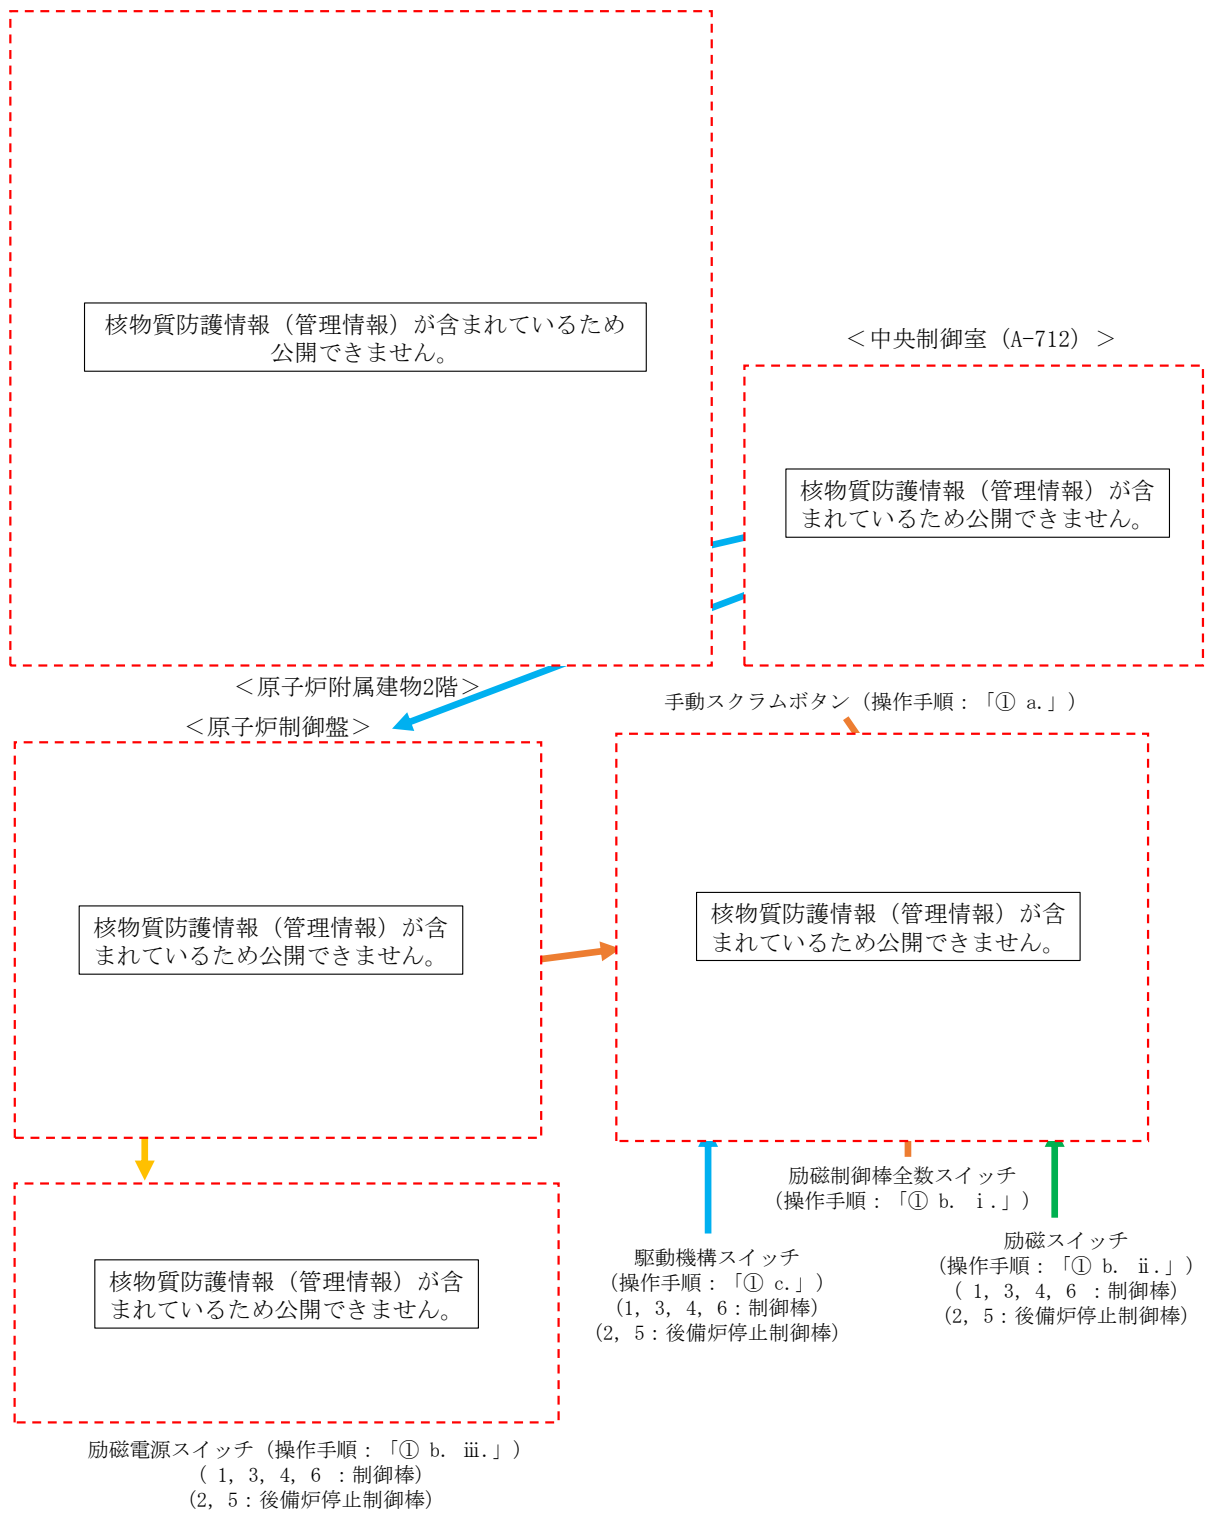 核物質防護情報（管理情報）が含まれているため
公開できません。
＜中央制御室（A-712）＞
核物質防護情報（管理情報）が含
まれているため公開できません。
＜原子炉附属建物2階＞
手動スクラムボタン（操作手順：「① a.」）
＜原子炉制御盤＞
核物質防護情報（管理情報）が含
まれているため公開できません。
核物質防護情報（管理情報）が含
まれているため公開できません。
励磁制御棒全数スイッチ
（操作手順：「① b. ⅰ.」）
駆動機構スイッチ
（操作手順：「① c.」）
（1, 3, 4, 6：制御棒）
（2, 5：後備炉停止制御棒）
励磁スイッチ
（操作手順：「① b. ⅱ.」）
（ 1, 3, 4, 6 ：制御棒）
（2, 5：後備炉停止制御棒）
核物質防護情報（管理情報）が含
まれているため公開できません。
励磁電源スイッチ（操作手順：「① b. ⅲ.」）
（ 1, 3, 4, 6 ：制御棒）
（2, 5：後備炉停止制御棒）